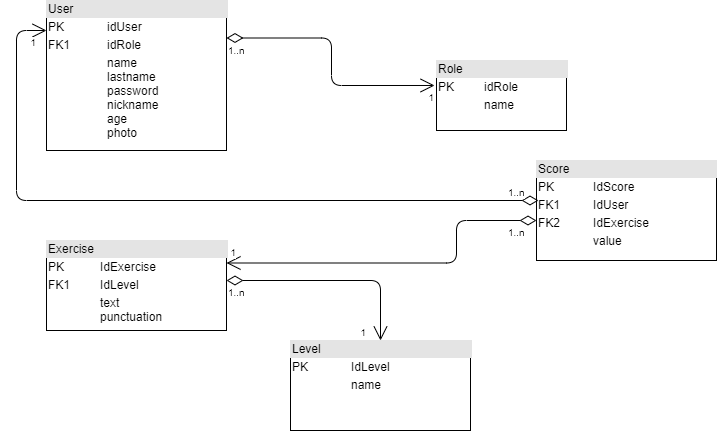 User
PK idUser
FK1 idRole
name
lastname
password
nickname
age
photo
1
1..n
Role
PK idRole
name
1
Score
PK IdScore
FK1 IdUser
FK2 IdExercise
value
1..n
1..n
Exercise
PK IdExercise
FK1 IdLevel
text
punctuation
1
1..n
1
Level
PK IdLevel
name